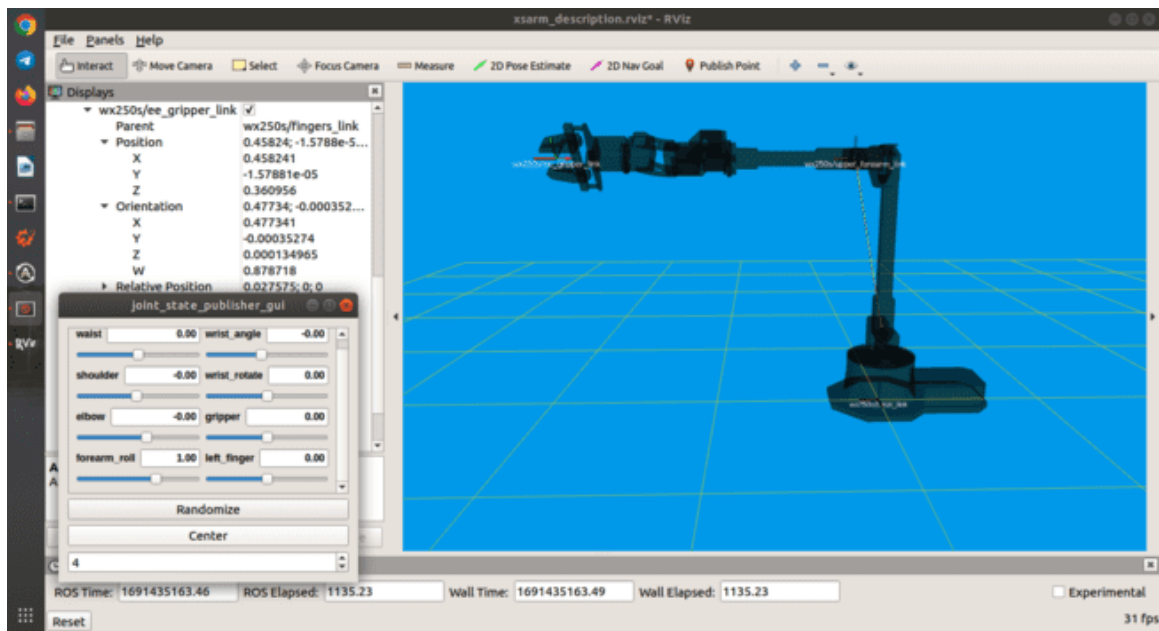 xsarm_description.rviz* - RViz
File Panels Help
Interact Move Camera Select Focus Camera Measure 2D Pose Estimate 2D Nav Goal Publish Point
Displays
wx250s/ee_gripper_link
Parent wx250s/fingers_link
Position 0.45824; -1.5788e-5...
X 0.458241
Y -1.57881e-05
Z 0.360956
Orientation 0.47734; -0.000352...
X 0.477341
Y -0.00035274
Z 0.000134965
W 0.878718
Relative Position 0.027575; 0; 0
joint_state_publisher_gui
waist 0.00 wrist_angle -0.00
shoulder -0.00 wrist_rotate 0.00
elbow -0.00 gripper 0.00
forearm_roll 1.00 left_finger 0.00
Randomize
Center
4
wx250s/ee_gripper_link
wx250s/upper_forearm_link
ROS Time: 1691435163.46 ROS Elapsed: 1135.23 Wall Time: 1691435163.49 Wall Elapsed: 1135.23 Experimental
Reset 31 fps
RViz